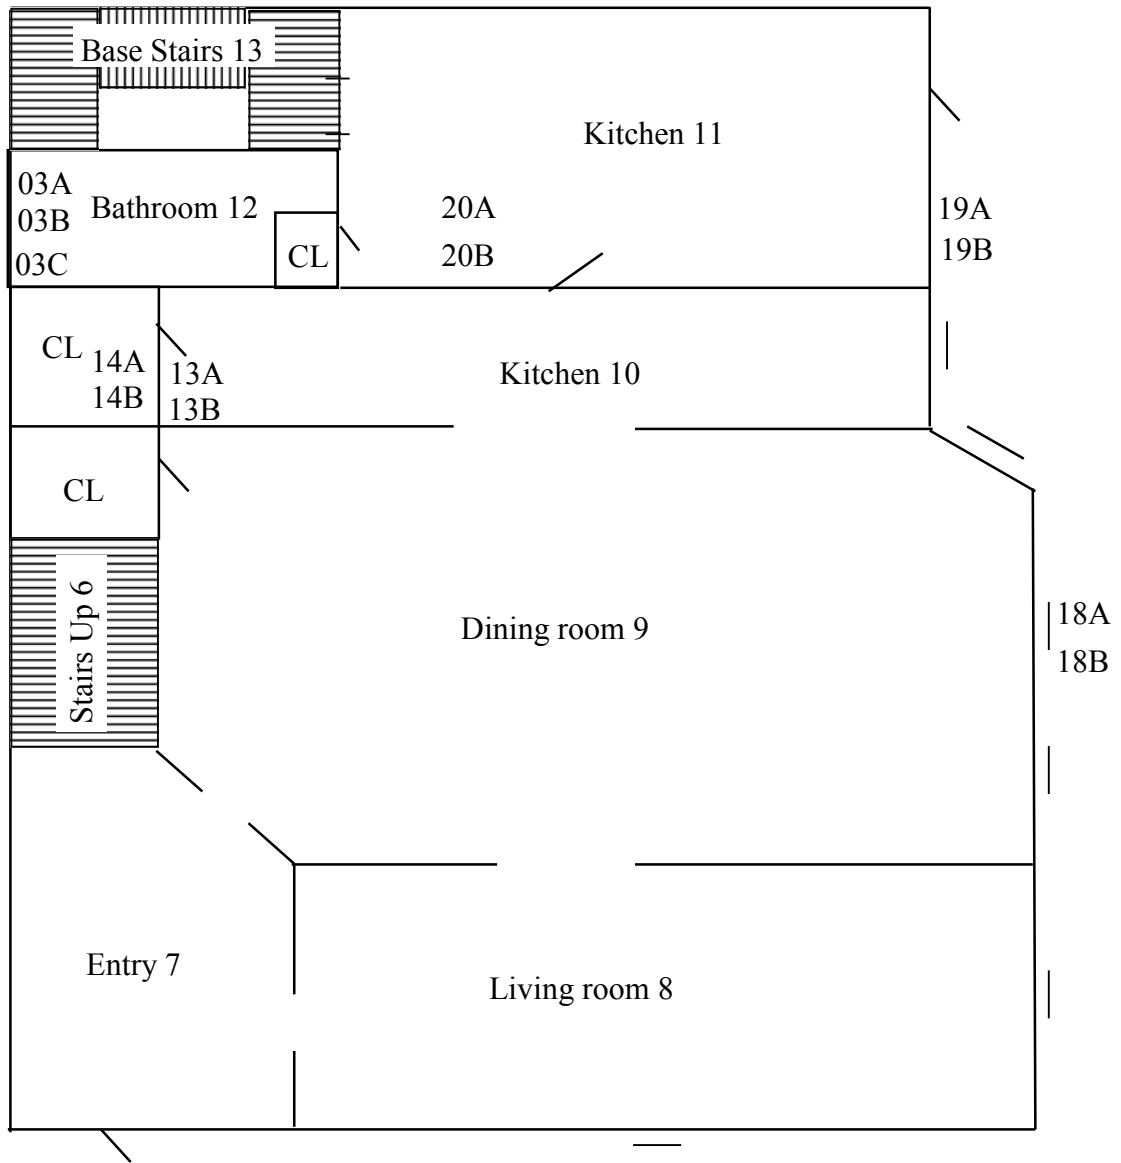 Base Stairs 13
Kitchen 11
03A
03B
03C
Bathroom 12
CL
20A
20B
19A
19B
CL
14A
14B
13A
13B
Kitchen 10
CL
Stairs Up 6
Dining room 9
18A
18B
Entry 7
Living room 8